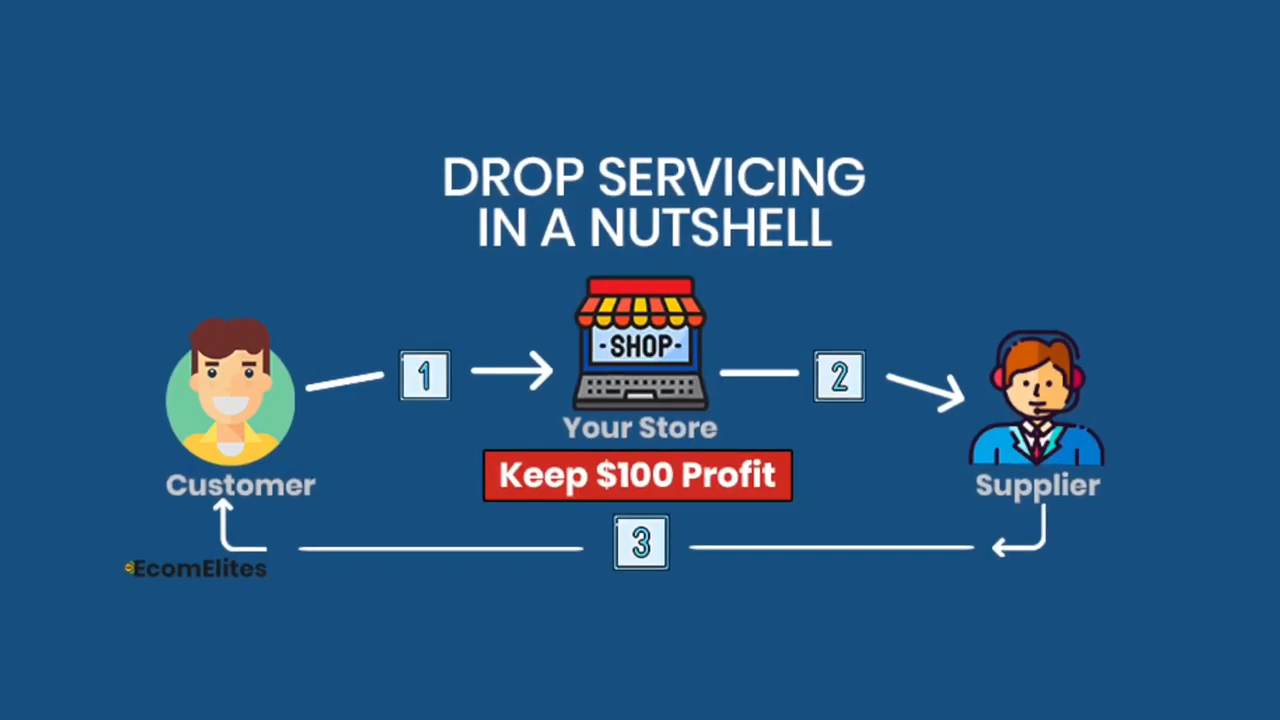 DROP SERVICING
IN A NUTSHELL
1
-SHOP-
2
Your Store
Keep $100 Profit
Customer
Supplier
3
EcomElites